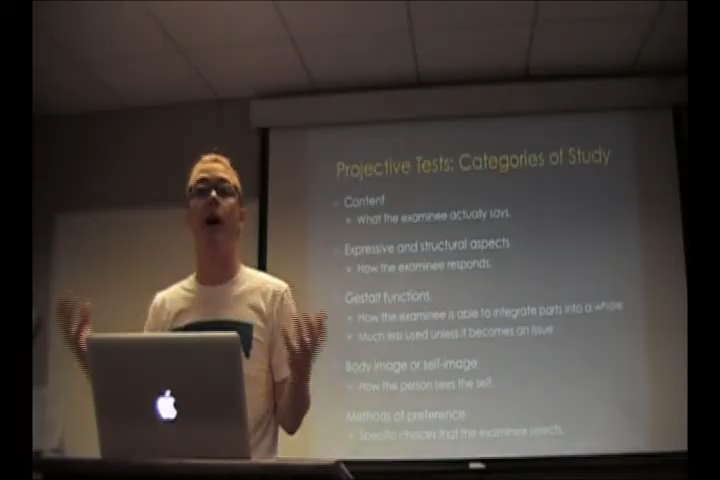 Projective Tests: Categories of Study
Content
What the examinee actually says.
Expressive and structural aspects
How the examinee responds.
Gestalt functions
How the examinee is able to integrate parts into a whole
Much less used unless it becomes an issue
Body image or self-image
How the person sees the self.
Methods of preference
Specific choices that the examinee selects.